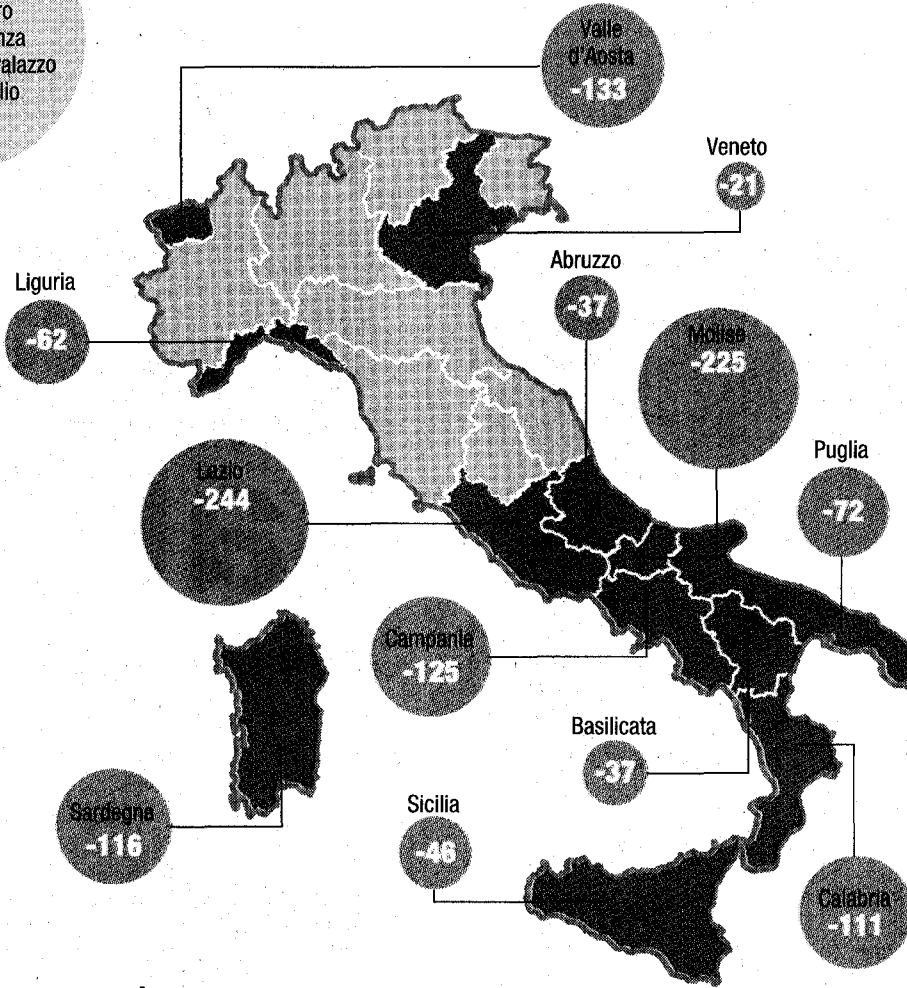 Valle
d'Aosta
-133
Veneto
-21
Abruzzo
-37
Liguria
-62
Molise
-225
Lazio
-244
Puglia
-72
Campania
-125
Basilicata
-37
Sardegna
-116
Sicilia
-46
Calabria
-111